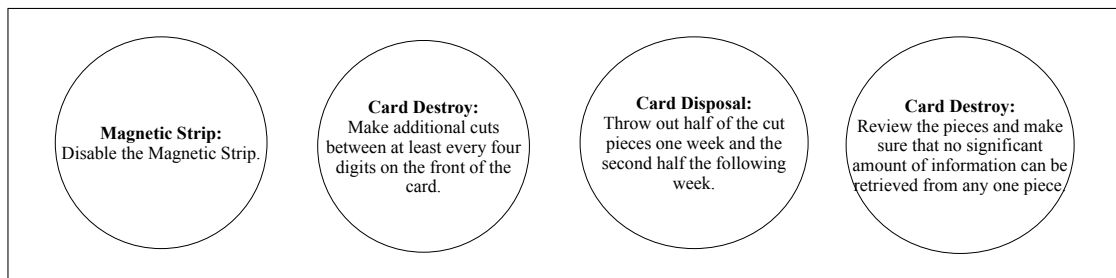 Magnetic Strip:
Disable the Magnetic Strip.
Card Destroy:
Make additional cuts
between at least every four
digits on the front of the
card.
Card Disposal:
Throw out half of the cut
pieces one week and the
second half the following
week.
Card Destroy:
Review the pieces and make
sure that no significant
amount of information can be
retrieved from any one piece.